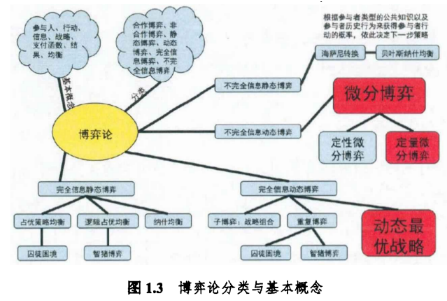 参与人、行动、
信息、战略、
支付函数、结
果、均衡
基本概念
合作博弈、非
合作博弈、静
态博弈、动态
博弈、完全信
息博弈、不完
全信息博弈
分类
根据参与者类型的公共知识以及
参与者历史行为来获得参与者行
动的概率,依此决定下一步策略
海萨尼转换
贝叶斯纳什均衡
不完全信息静态博弈
微分博弈
博弈论
不完全信息动态博弈
定性微
分博弈
定量微
分博弈
完全信息静态博弈
完全信息动态博弈
占优策略均衡
逻辑占优均衡
纳什均衡
子博弈、战略组合
重复博弈
动态最
优战略
囚徒困境
智猪博弈
囚徒困境
智猪博弈
图 1.3 博弈论分类与基本概念